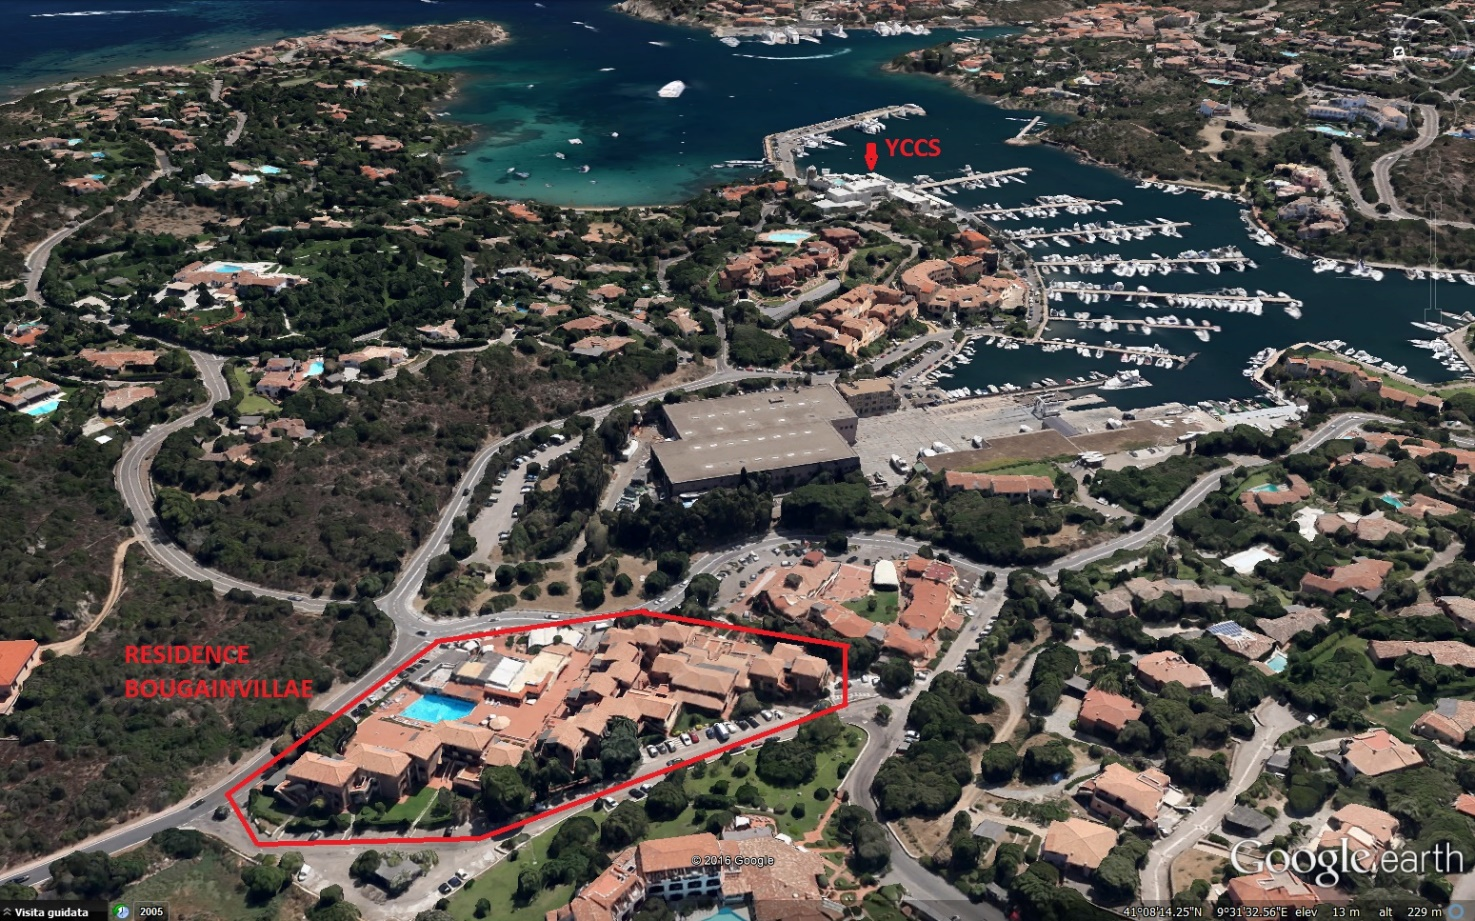 YCCS
RESIDENCE
BOUGAINVILLAE
© 2016 Google
Google earth
Visita guidata
2005
41°08'14.25"N 9°31'32.56"E elev. 13 m alt 229 m